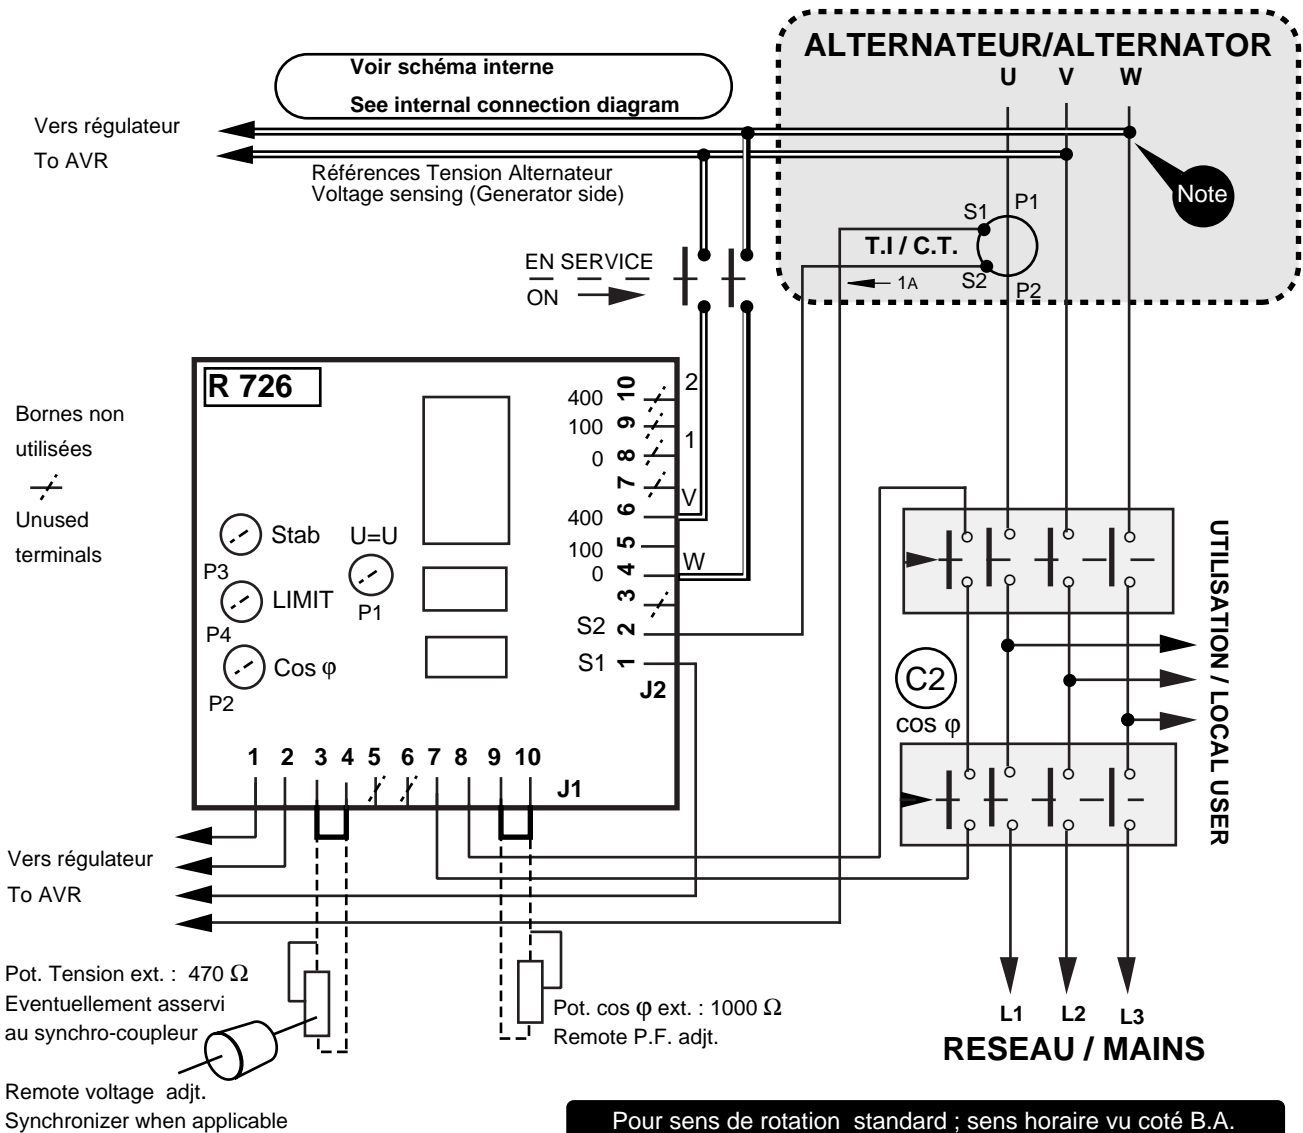 ALTERNATEUR/ALTERNATOR
U V W
Voir schéma interne
See internal connection diagram
Vers régulateur
To AVR
Références Tension Alternateur
Voltage sensing (Generator side)
Note
S1 P1
T.I / C.T.
S2 P2
1A
EN SERVICE
ON
R 726
Bornes non
utilisées
Unused
terminals
400 10 2
100 9
0 8 1
7
400 6 V
100 5
0 4 W
3
S2 2
S1 1
J2
Stab
P3
U=U
P1
LIMIT
P4
Cos φ
P2
1 2 3 4 5 6 7 8 9 10
J1
C2
cos φ
UTILISATION / LOCAL USER
Vers régulateur
To AVR
Pot. Tension ext. : 470 Ω
Eventuellement asservi
au synchro-coupleur
Remote voltage adjt.
Synchronizer when applicable
Pot. cos φ ext. : 1000 Ω
Remote P.F. adjt.
L1 L2 L3
RESEAU / MAINS
Pour sens de rotation standard ; sens horaire vu coté B.A.